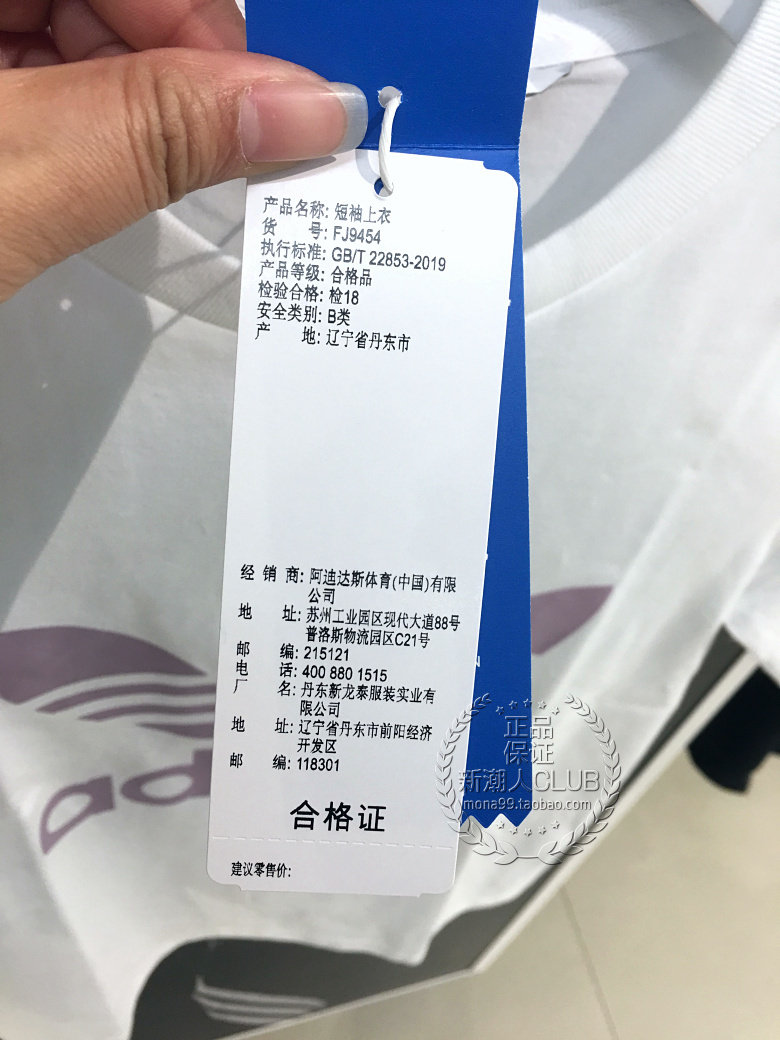 产品名称: 短袖上衣
货 号: FJ9454
执行标准: GB/T 22853-2019
产品等级: 合格品
检验合格: 检18
安全类别: B类
产 地: 辽宁省丹东市
经 销 商: 阿迪达斯体育(中国)有限
公司
地 址: 苏州工业园区现代大道88号
普洛斯物流园区C21号
邮 编: 215121
电 话: 400 880 1515
厂 名: 丹东新龙泰服装实业有
限公司
地 址: 辽宁省丹东市前阳经济
开发区
邮 编: 118301
合格证
建议零售价:
正品
保证
新潮人CLUB
mona99.taobao.com